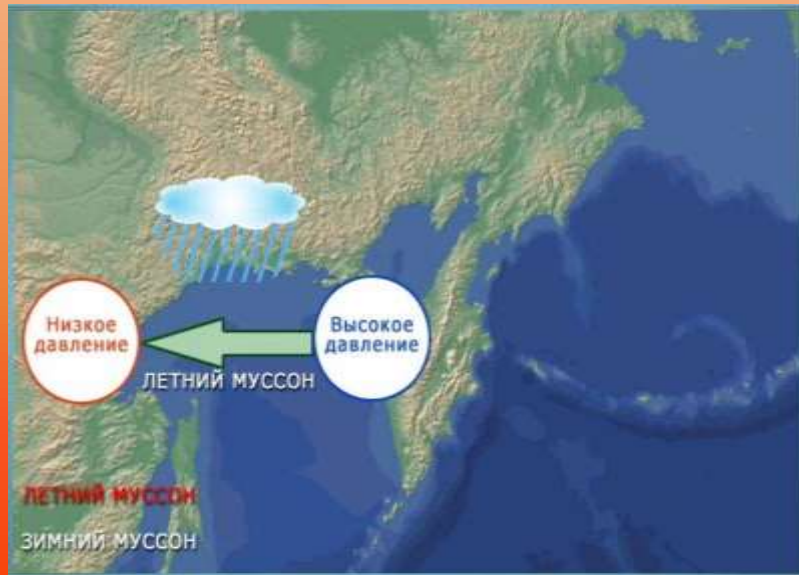 Низкое
давление
Высокое
давление
ЛЕТНИЙ МУССОН
ЛЕТНИЙ МУССОН
ЗИМНИЙ МУССОН